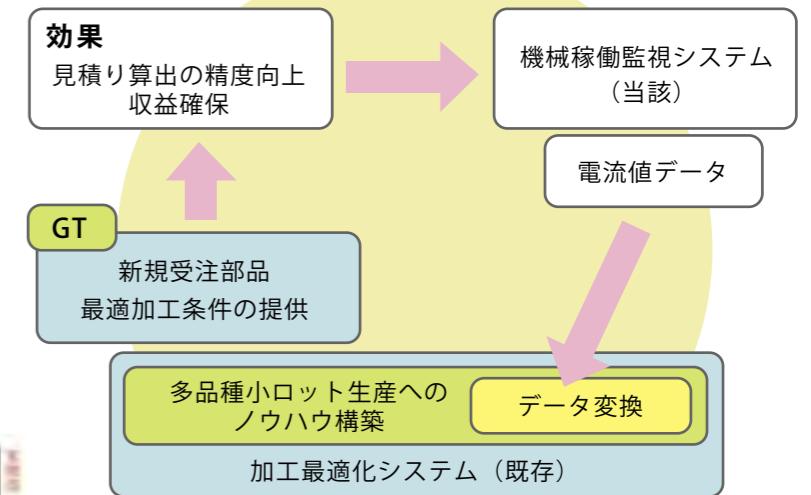 効果
見積り算出の精度向上
収益確保
機械稼働監視システム
（当該）
電流値データ
GT
新規受注部品
最適加工条件の提供
多品種小ロット生産への
ノウハウ構築
データ変換
加工最適化システム（既存）